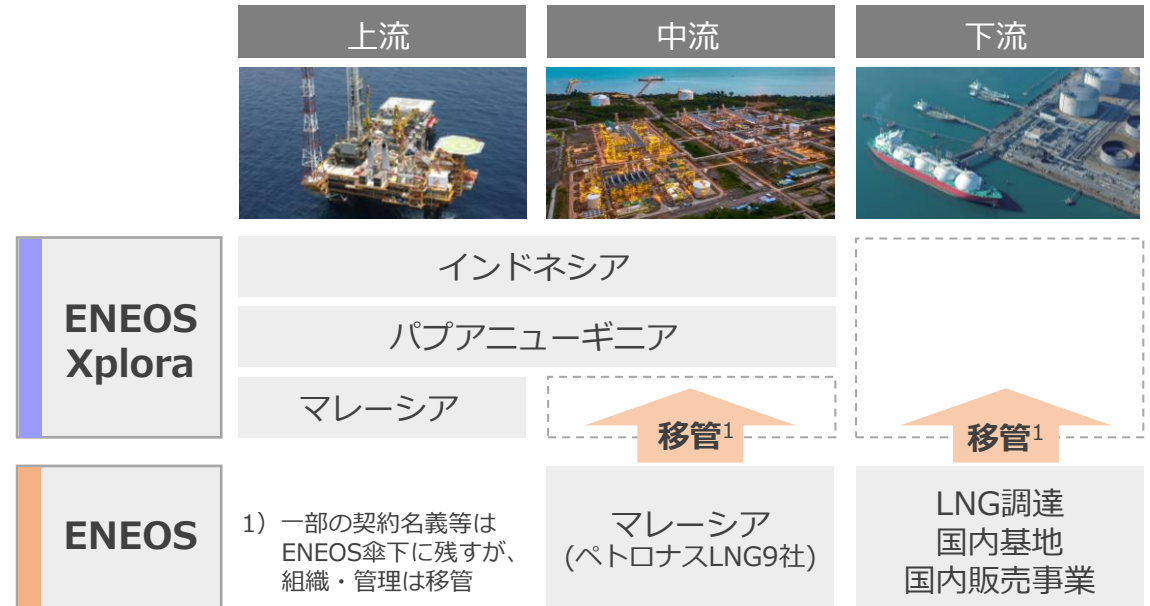 上流
中流
下流
ENEOS
Xplora
インドネシア
パプアニューギニア
マレーシア
移管1
移管1
ENEOS
1）一部の契約名義等は
ENEOS傘下に残すが、
組織・管理は移管
マレーシア
(ペトロナスLNG9社)
LNG調達
国内基地
国内販売事業